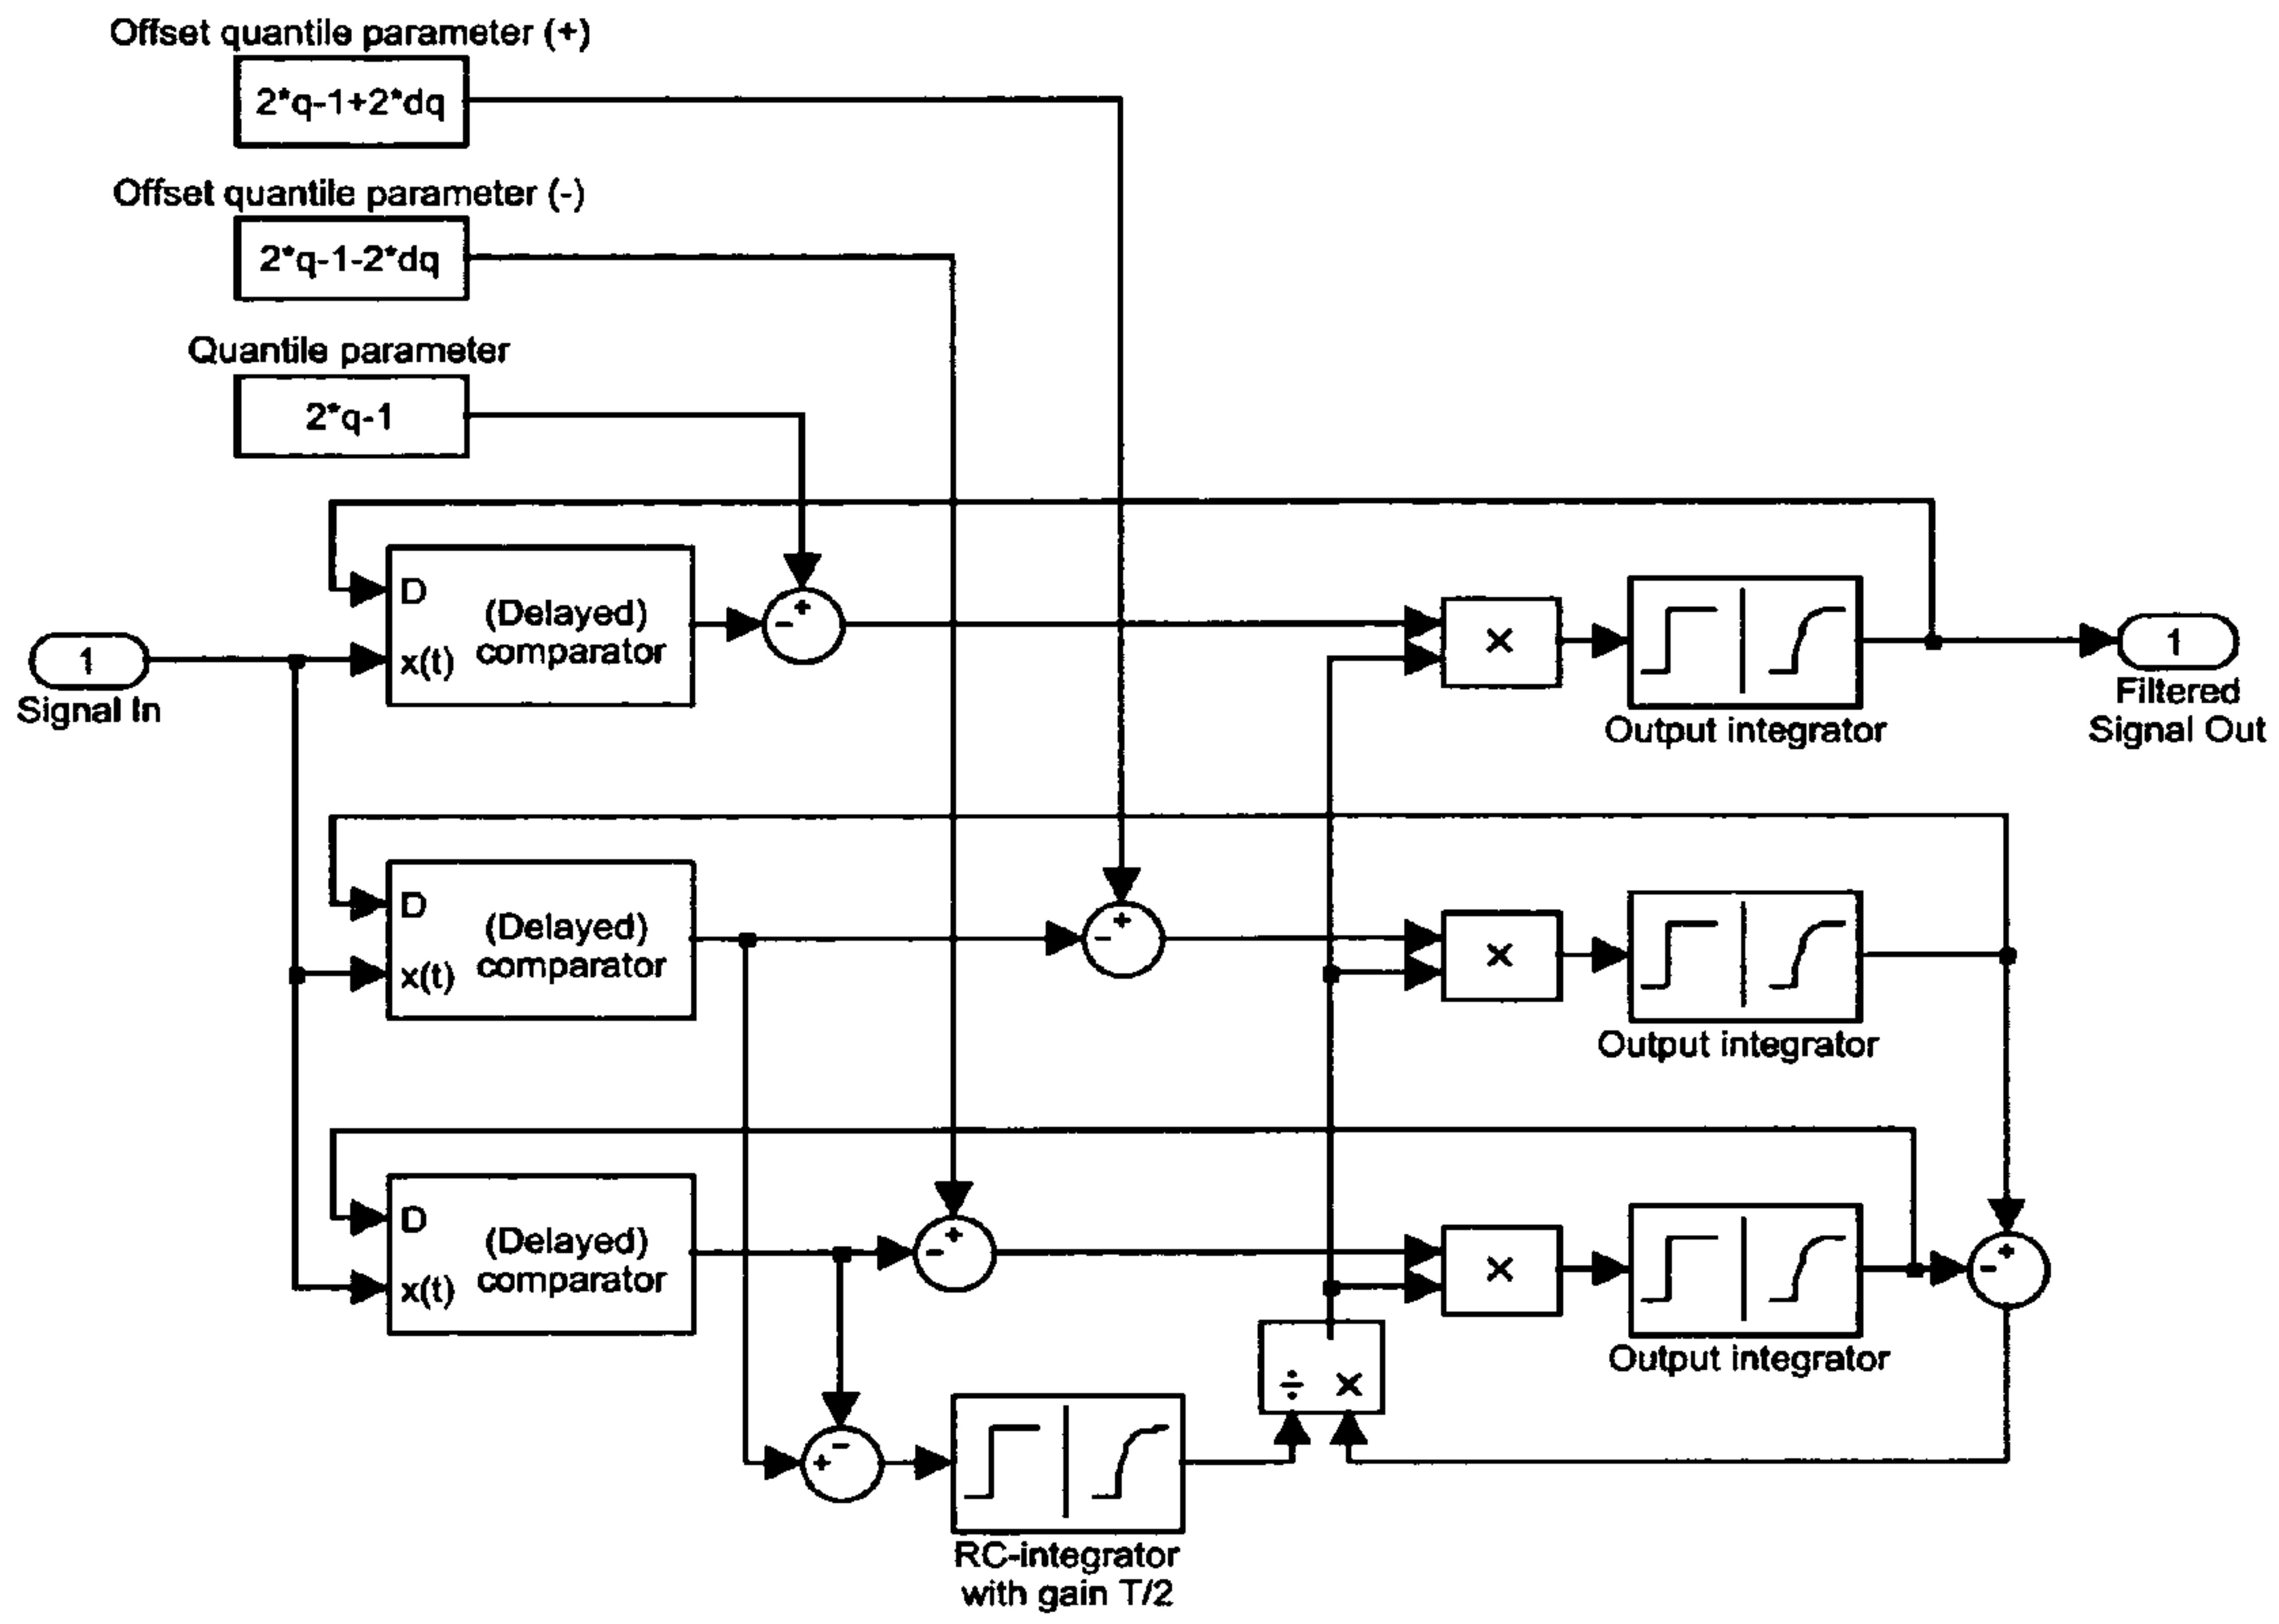 Offset quantile parameter (+)
2*q-1+2*dq
Offset quantile parameter (-)
2*q-1-2*dq
Quantile parameter
2*q-1
D
(Delayed)
comparator
x(t)
+
-
×
1
Signal In
Output integrator
1
Filtered
Signal Out
D
(Delayed)
comparator
x(t)
+
-
×
Output integrator
D
(Delayed)
comparator
x(t)
+
-
×
Output integrator
+
-
÷ ×
-
+
RC-integrator
with gain T/2